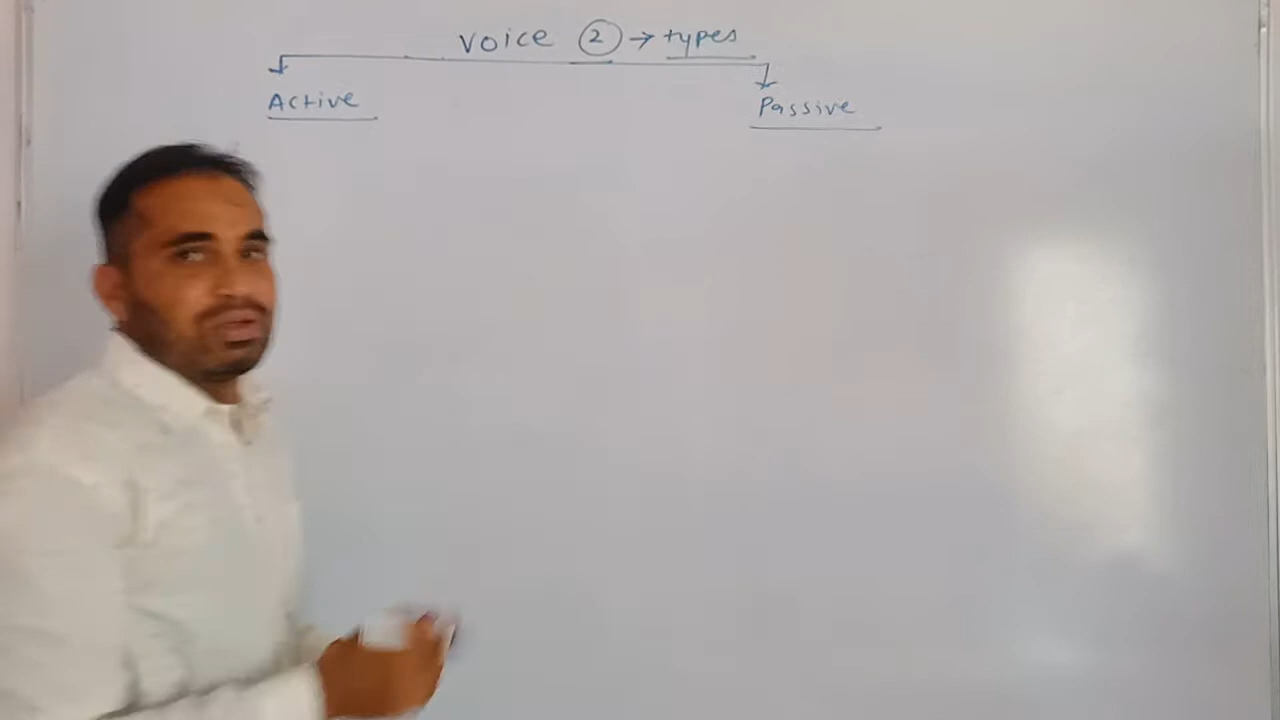 Voice ② → types
Active Passive